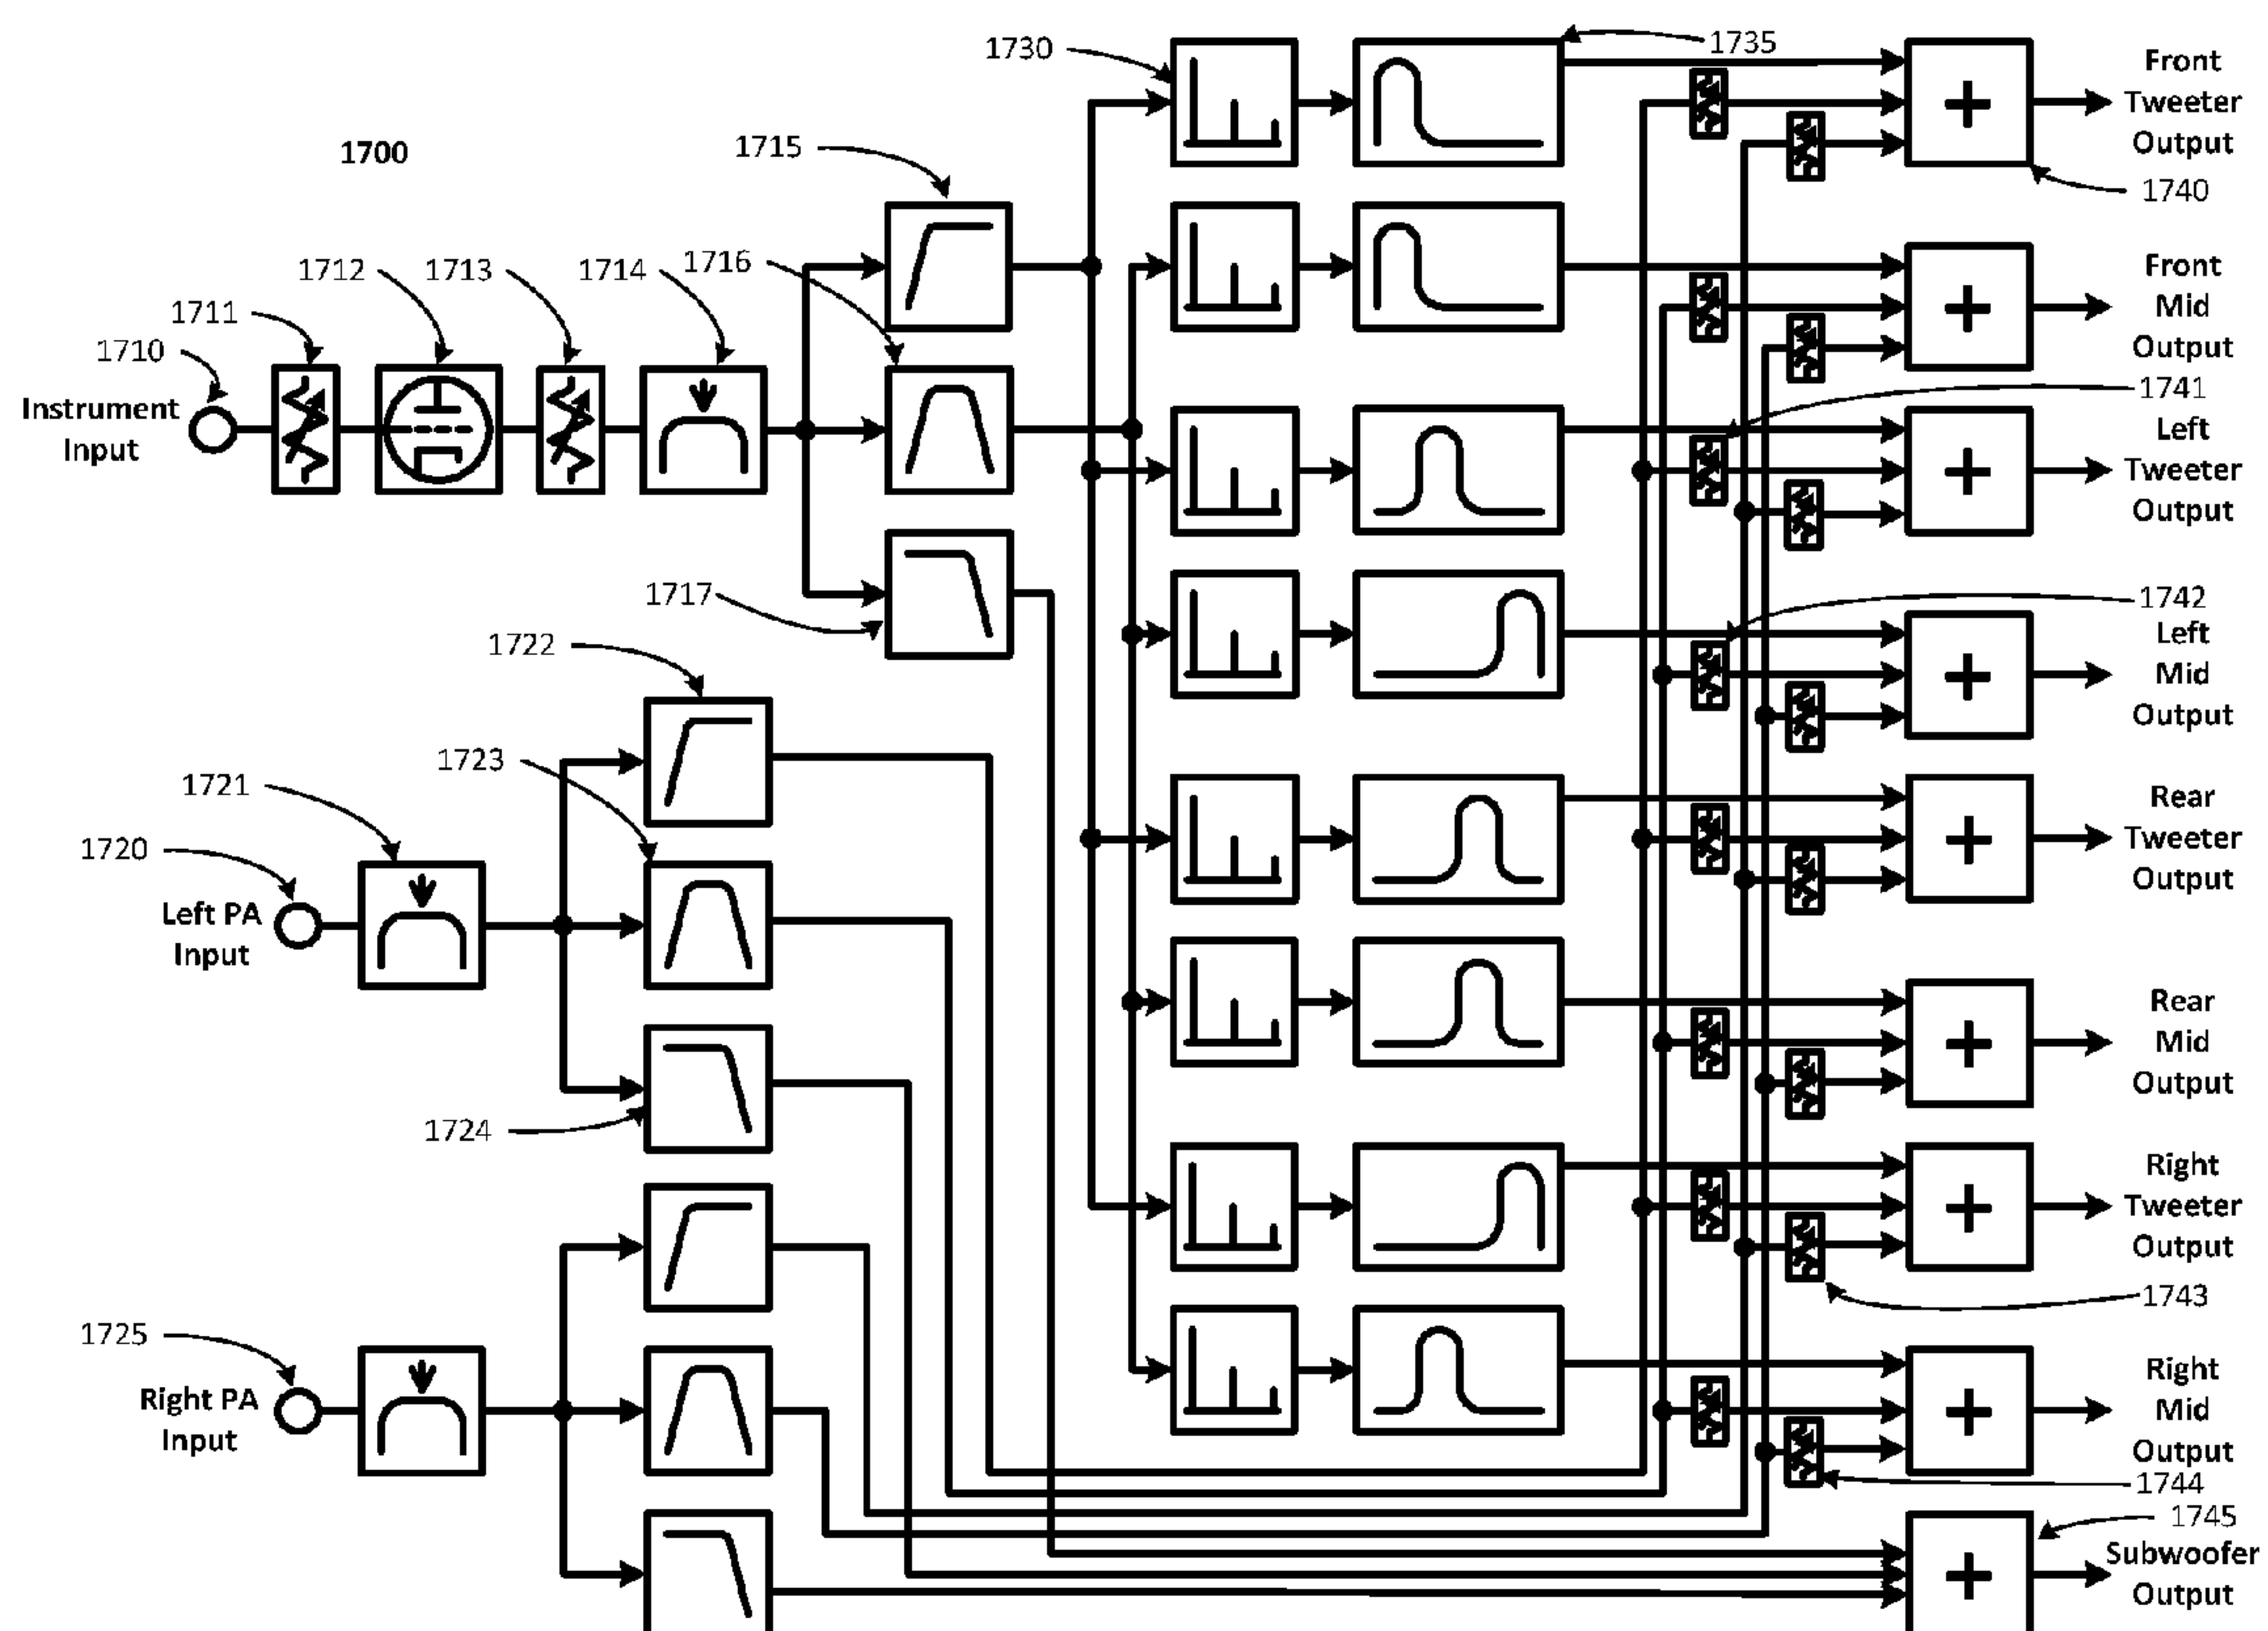 1730
1735
Front
Tweeter
Output
1740
1700
1715
1712
1713
1714
1716
Front
Mid
Output
1711
1710
Instrument
Input
1741
Left
Tweeter
Output
1717
1742
Left
Mid
Output
1722
1723
1721
1720
Left PA
Input
Rear
Tweeter
Output
1724
Rear
Mid
Output
Right
Tweeter
Output
1743
1725
Right PA
Input
Right
Mid
Output
1744
1745
Subwoofer
Output